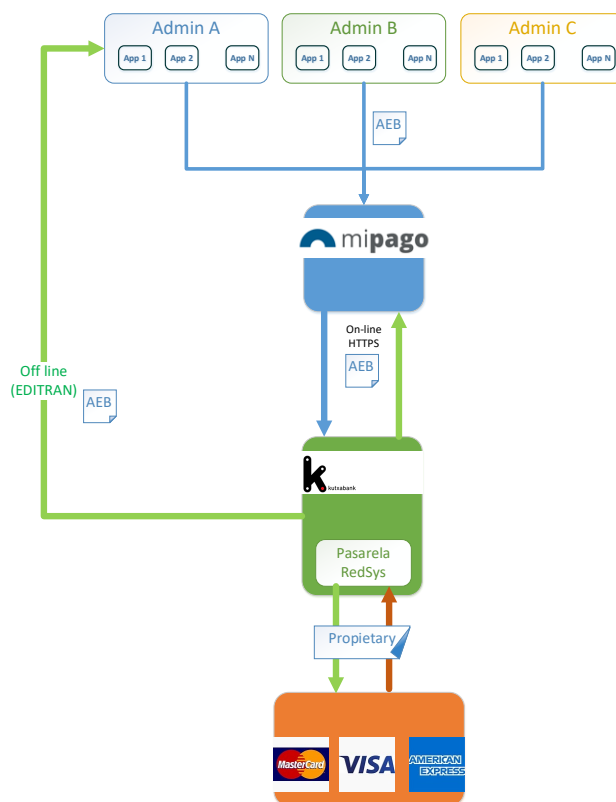 Admin A
Admin B
Admin C
App 1
App 2
App N
App 1
App 2
App N
App 1
App 2
App N
AEB
mipago
On-line
HTTPS
AEB
Off line
(EDITRAN)
AEB
k
kutxabank
Pasarela
RedSys
Propietary
MasterCard
VISA
AMERICAN
EXPRESS